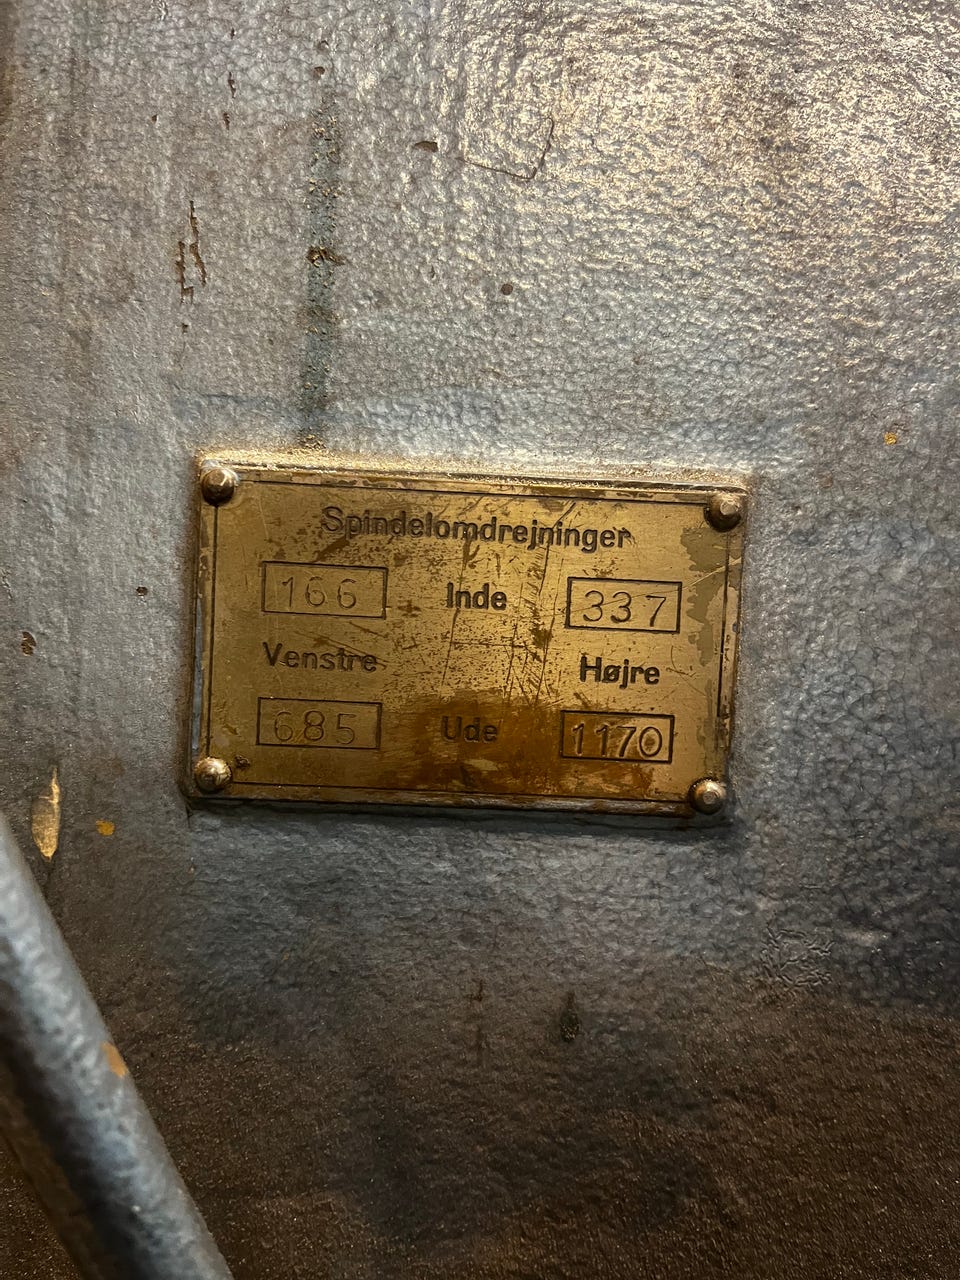 Spindelomdrejninger
166 Inde 337
Venstre Højre
685 Ude 1170